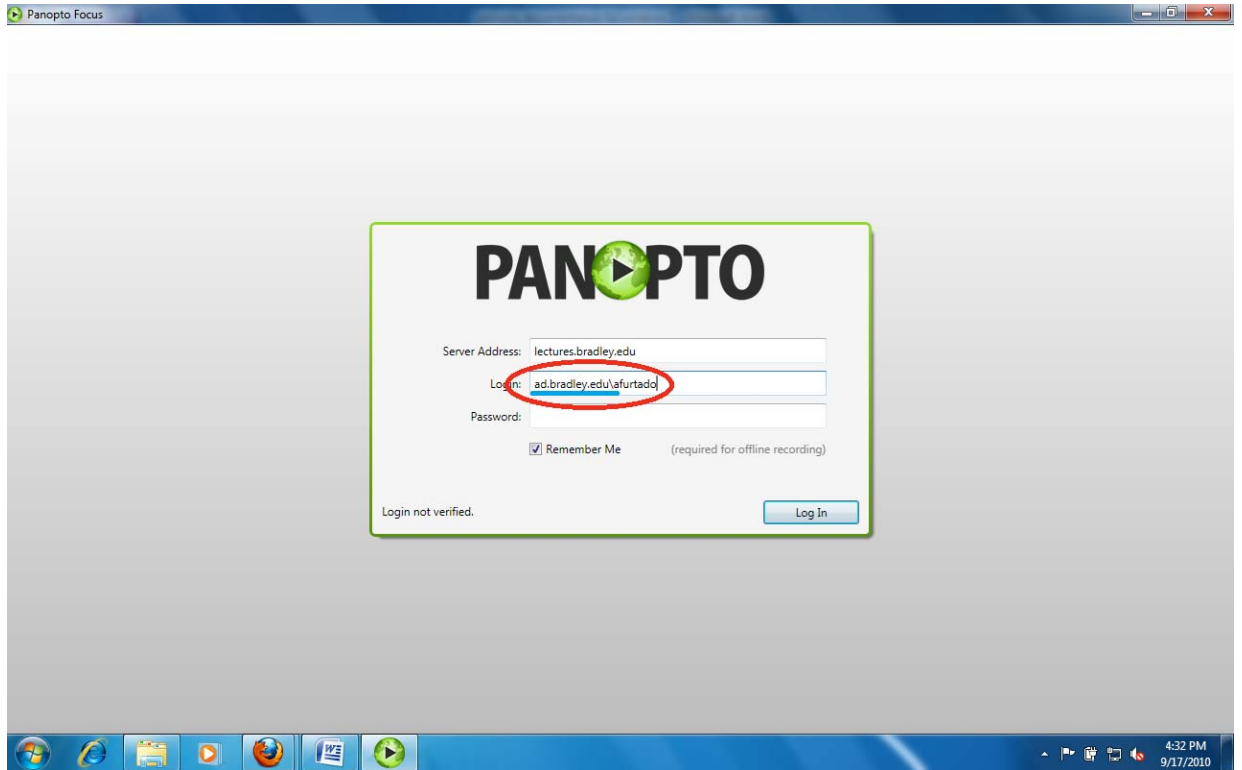 Panopto Focus
PANOPTO
Server Address: lectures.bradley.edu
Login: ad.bradley.edu\afurtado
Password:
Remember Me (required for offline recording)
Login not verified. Log In
4:32 PM
9/17/2010